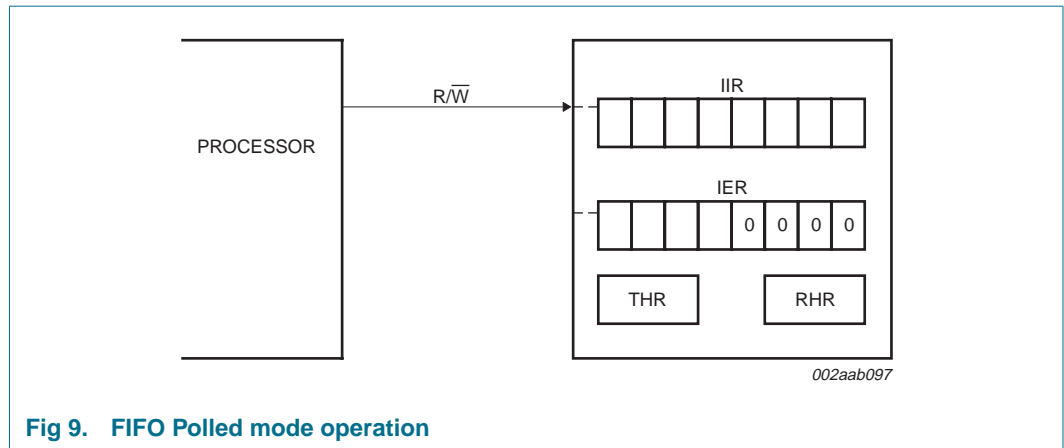 R/W̅
IIR
PROCESSOR
IER
0 0 0 0
THR RHR
002aab097
Fig 9. FIFO Polled mode operation